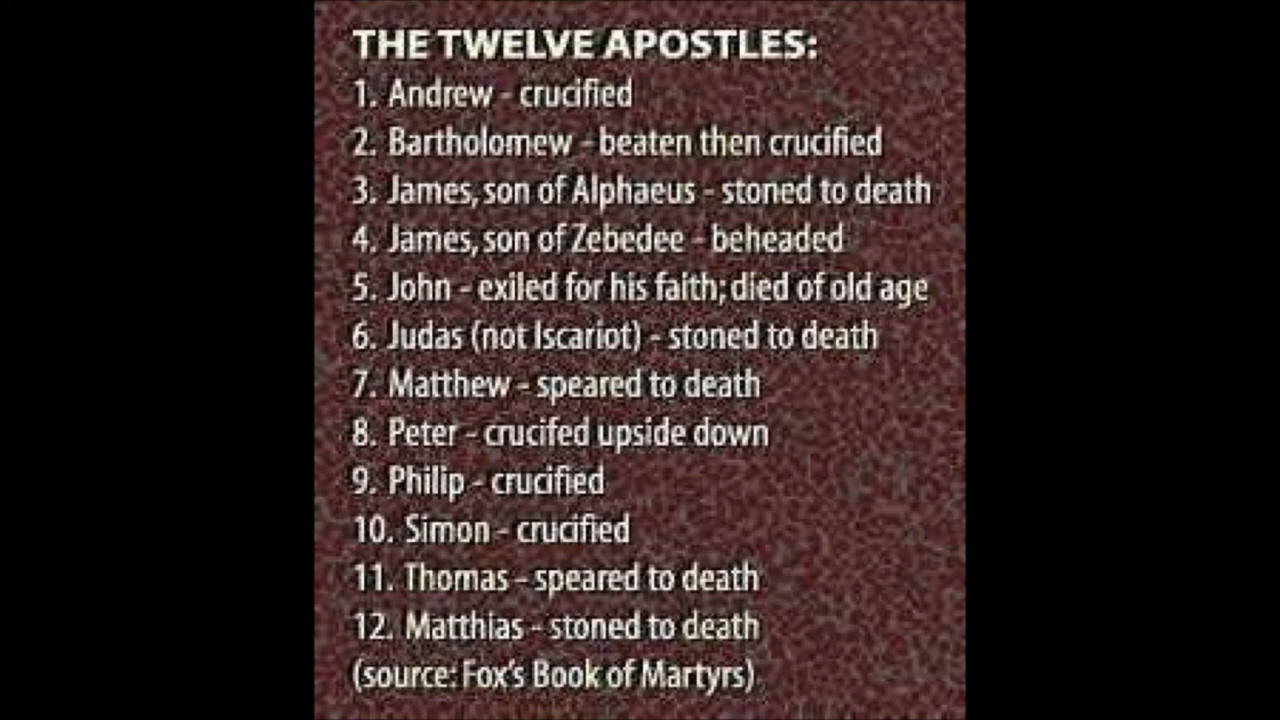 THE TWELVE APOSTLES:
1. Andrew - crucified
2. Bartholomew - beaten then crucified
3. James, son of Alphaeus - stoned to death
4. James, son of Zebedee - beheaded
5. John - exiled for his faith; died of old age
6. Judas (not Iscariot) - stoned to death
7. Matthew - speared to death
8. Peter - crucifed upside down
9. Philip - crucified
10. Simon - crucified
11. Thomas - speared to death
12. Matthias - stoned to death
(source: Fox's Book of Martyrs)